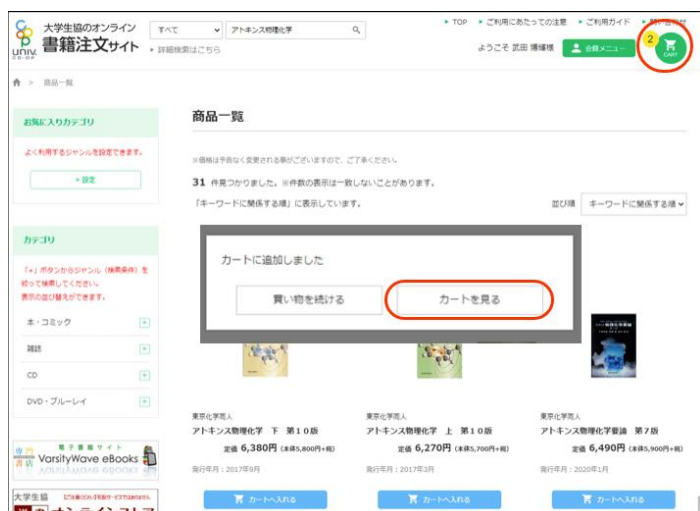 大学生協のオンライン
書籍注文サイト
UNIV.
CO-OP
すべて
アトキンス物理化学
詳細検索はこちら
TOP
ご利用にあたっての注意
ご利用ガイド
ようこそ 武田
会員メニュー
2
CART
> 商品一覧
お気に入りカテゴリ
よく利用するジャンルを設定できます。
+ 設定
カテゴリ
「+」ボタンからジャンル（検索条件）を
絞って検索してください。
表示の並び替えができます。
本・コミック
雑誌
CD
DVD・ブルーレイ
電子書籍サイト
専門書店
VarsityWave eBooks
大学生協
オンラインストア
商品一覧
※価格は予告なく変更される事がございますので、ご了承ください。
31 件見つかりました。※件数の表示は一致しないことがあります。
「キーワードに関係する順」に表示しています。
並び順
キーワードに関係する順
カートに追加しました
買い物を続ける
カートを見る
東京化学同人
アトキンス物理化学 下 第１０版
定価 6,380円 (本体5,800円+税)
発行年月：2017年9月
カートへ入れる
東京化学同人
アトキンス物理化学 上 第１０版
定価 6,270円 (本体5,700円+税)
発行年月：2017年3月
カートへ入れる
東京化学同人
アトキンス物理化学要論 第７版
定価 6,490円 (本体5,900円+税)
発行年月：2020年1月
カートへ入れる